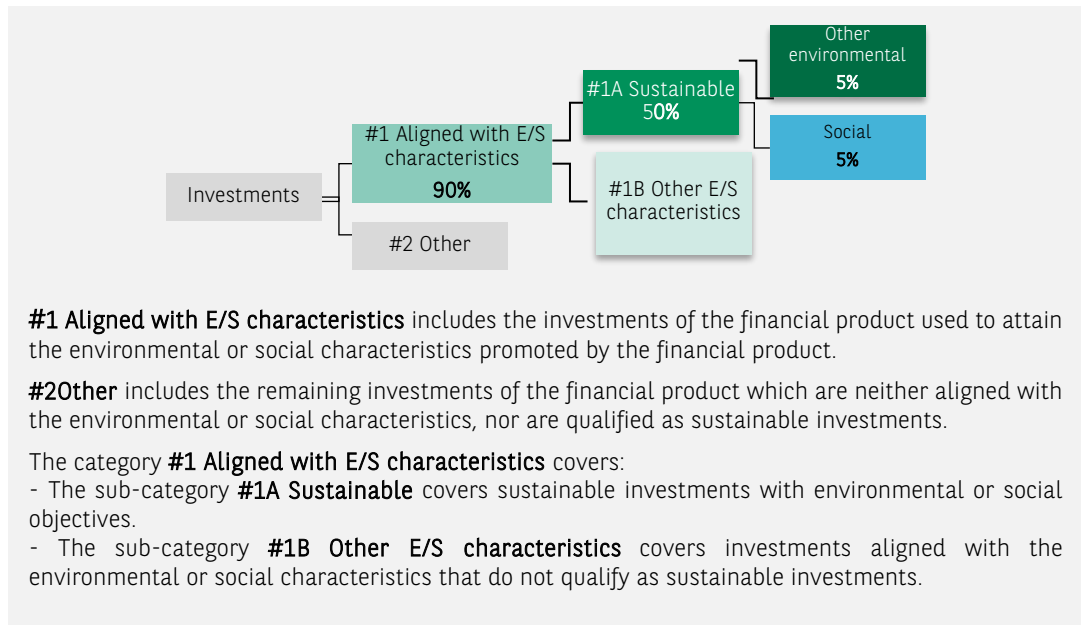 Other
environmental
5%
#1A Sustainable
50%
Social
5%
#1 Aligned with E/S
characteristics
90%
#1B Other E/S
characteristics
Investments
#2 Other
#1 Aligned with E/S characteristics includes the investments of the financial product used to attain
the environmental or social characteristics promoted by the financial product.
#2Other includes the remaining investments of the financial product which are neither aligned with
the environmental or social characteristics, nor are qualified as sustainable investments.
The category #1 Aligned with E/S characteristics covers:
- The sub-category #1A Sustainable covers sustainable investments with environmental or social
objectives.
- The sub-category #1B Other E/S characteristics covers investments aligned with the
environmental or social characteristics that do not qualify as sustainable investments.